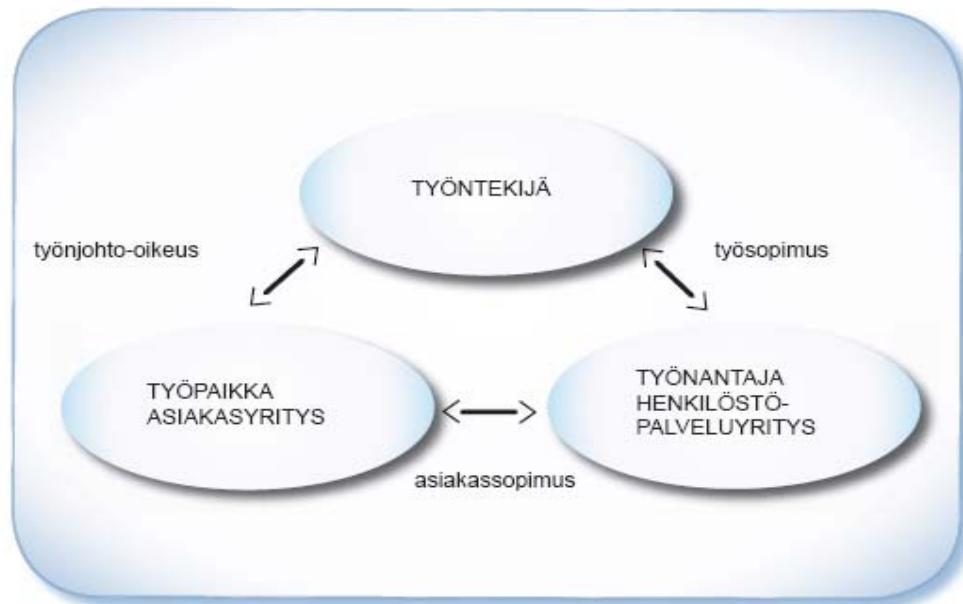 TYÖNTEKIJÄ
työnjohto-oikeus
työsopimus
TYÖPAIKKA
ASIAKASYRITYS
TYÖNANTAJA
HENKILÖSTÖ-
PALVELUYRITYS
asiakassopimus